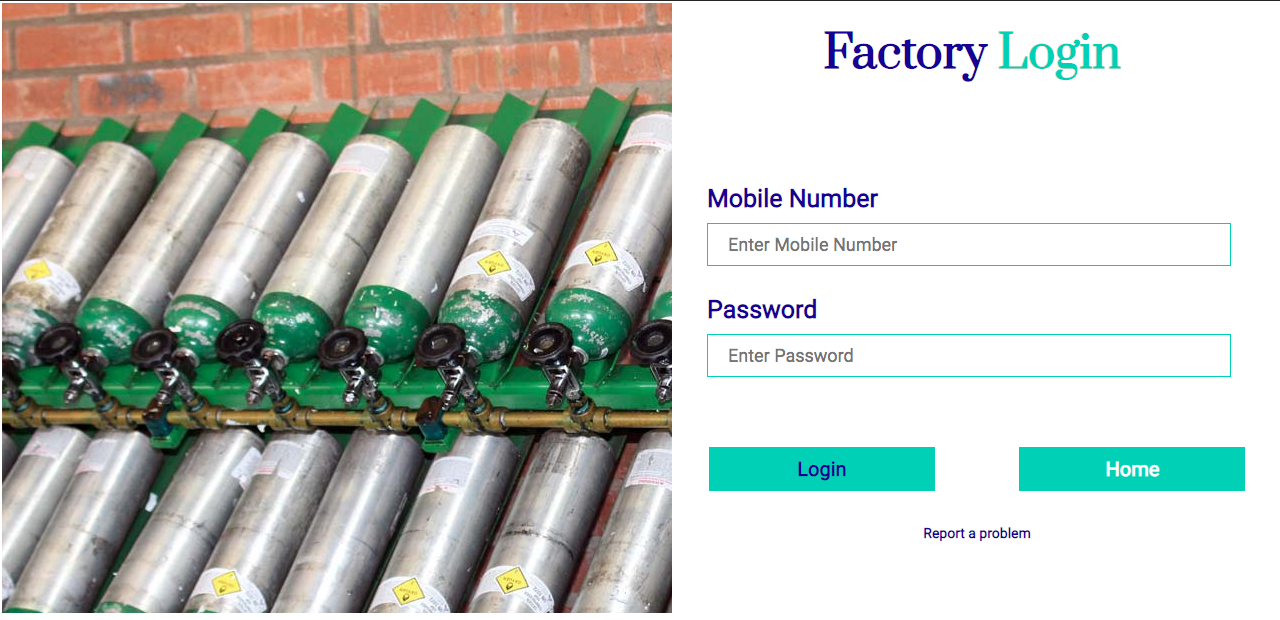 Factory Login
Mobile Number
Enter Mobile Number
Password
Enter Password
Login
Home
Report a problem